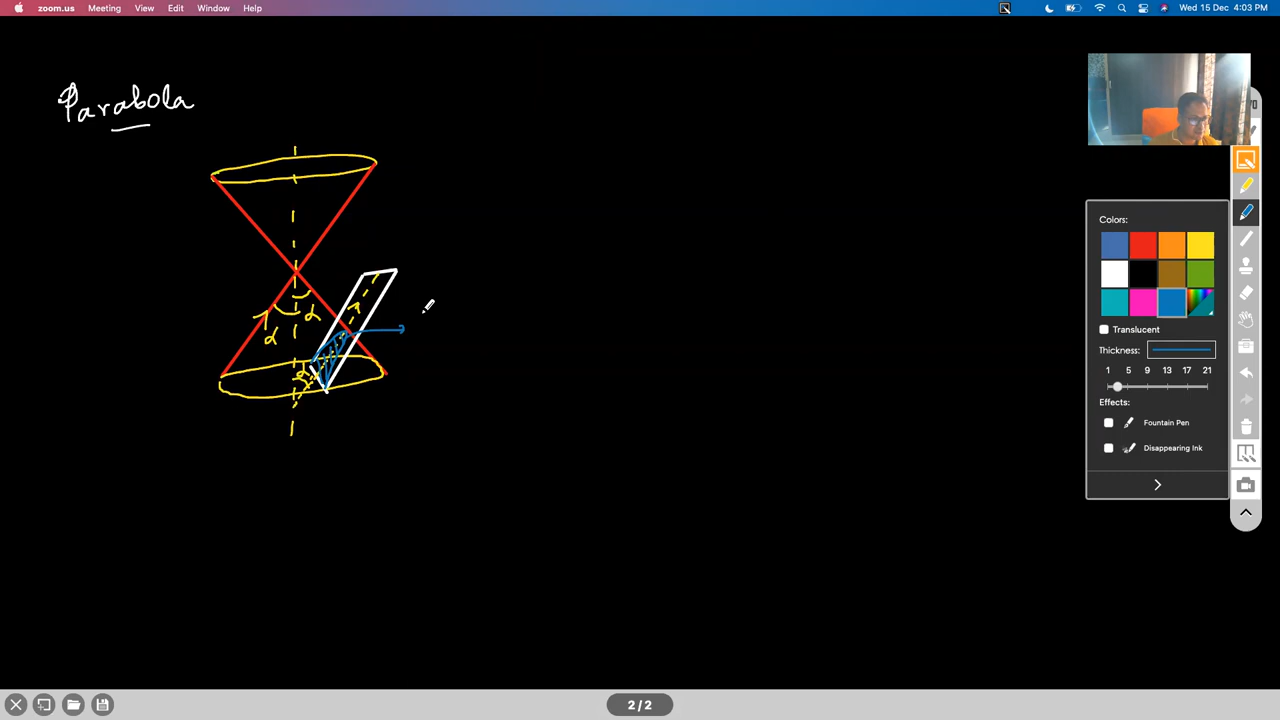 zoom.us Meeting View Edit Window Help Wed 15 Dec 4:03 PM
Parabola
α
α
α
Colors:
Translucent
Thickness:
1 5 9 13 17 21
Effects:
Fountain Pen
Disappearing Ink
2/2